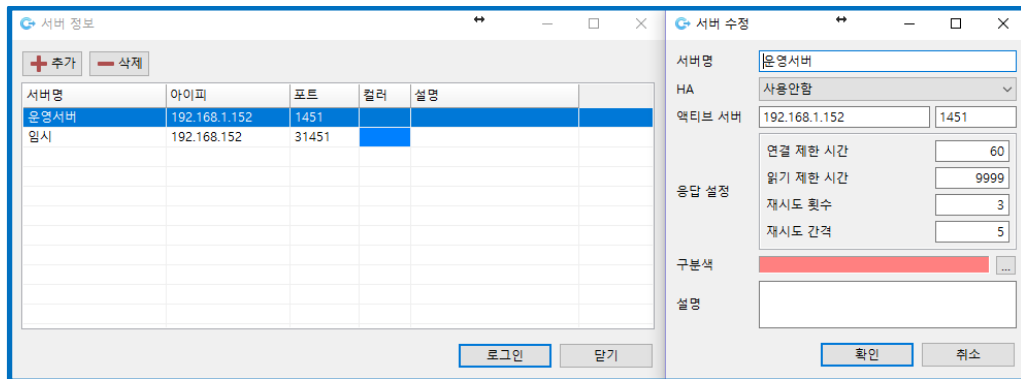 서버 정보
추가 삭제
서버명 아이피 포트 컬러 설명
운영서버 192.168.1.152 1451
임시 192.168.152 31451
로그인 닫기
서버 수정
서버명 운영서버
HA 사용안함
액티브 서버 192.168.1.152 1451
응답 설정
연결 제한 시간 60
읽기 제한 시간 9999
재시도 횟수 3
재시도 간격 5
구분색 ...
설명
확인 취소